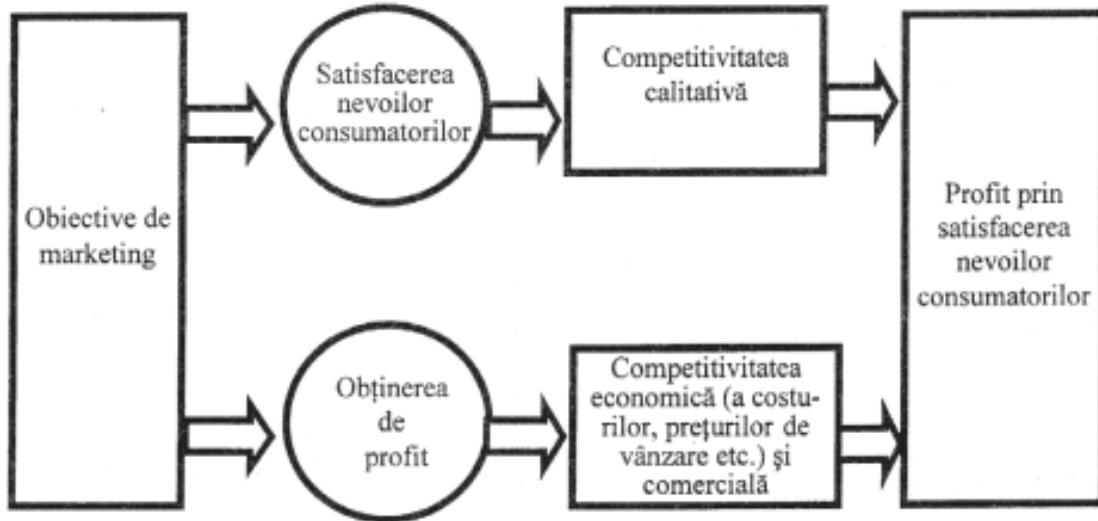 Obiective de
marketing
Satisfacerea
nevoilor
consumatorilor
Competitivitatea
calitativă
Obținerea
de
profit
Competitivitatea
economică (a costu-
rilor, prețurilor de
vânzare etc.) şi
comercială
Profit prin
satisfacerea
nevoilor
consumatorilor